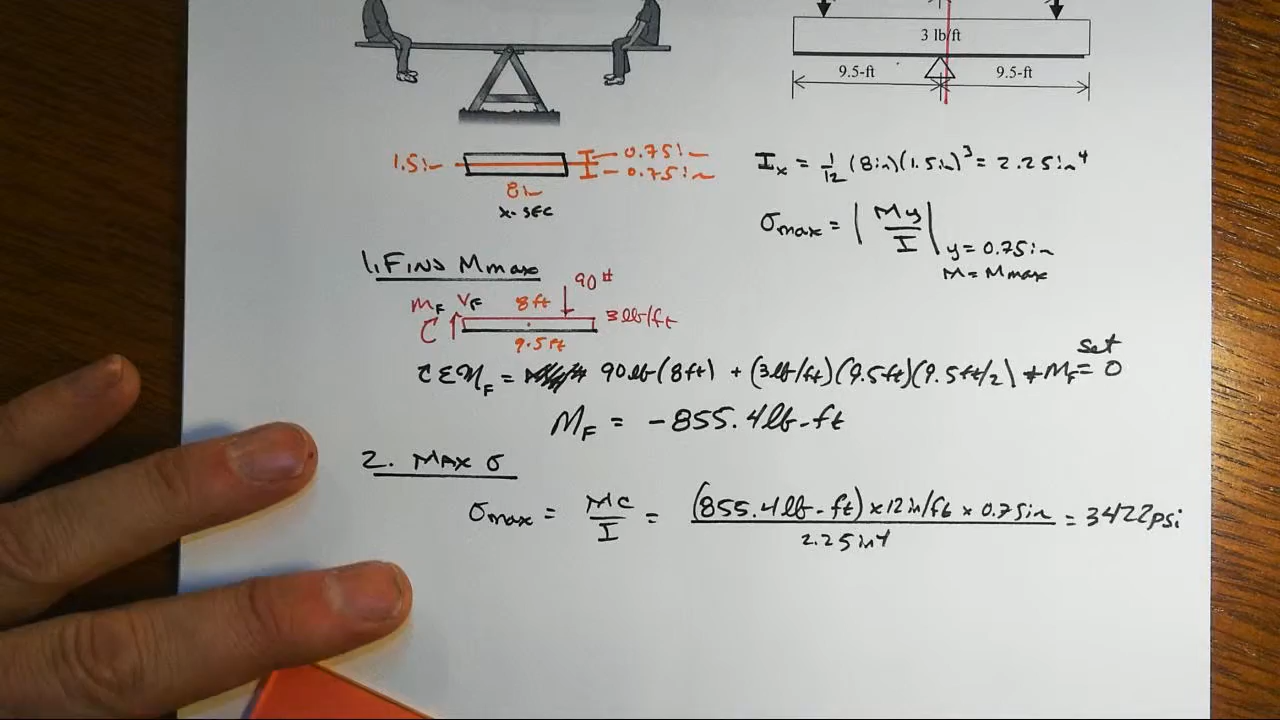 3 lb/ft
9.5-ft 9.5-ft
1.5in 0.75in
0.75in
8in
x-sec
Ix = 1/12 (8in)(1.5in)^3 = 2.25in^4
σmax = | My/I | y = 0.75in
M = Mmax
1. FIND Mmax
90#
MF VF 8ft 3lb/ft
9.5ft
ΣMF = 90lb(8ft) + (3lb/ft)(9.5ft)(9.5ft/2) + MF = 0
set
MF = -855.4lb-ft
2. MAX σ
σmax = MC/I = (855.4lb-ft) x 12in/ft x 0.75in / 2.25in^4 = 3422psi